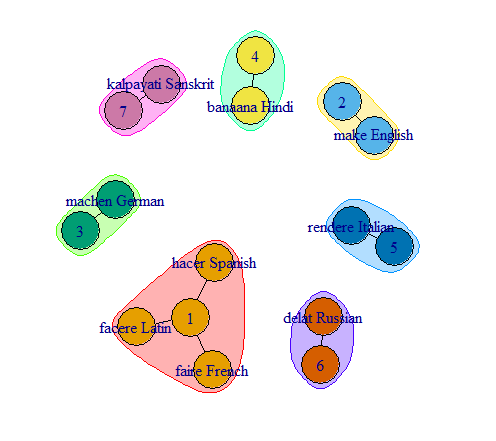 4
kalpayati Sanskrit
2
banaana Hindi
7
make English
machen German
rendere Italian
3
5
hacer Spanish
delat Russian
1
facere Latin
6
faire French